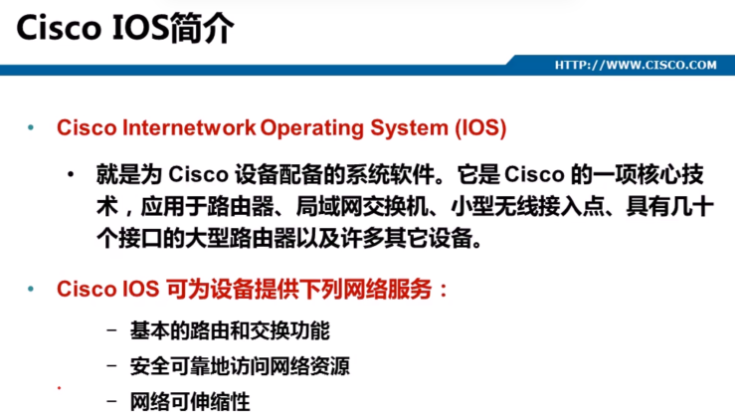 Cisco IOS简介
HTTP://WWW.CISCO.COM
• Cisco Internetwork Operating System (IOS)
• 就是为 Cisco 设备配备的系统软件。它是 Cisco 的一项核心技
术，应用于路由器、局域网交换机、小型无线接入点、具有几十
个接口的大型路由器以及许多其它设备。
• Cisco IOS 可为设备提供下列网络服务：
– 基本的路由和交换功能
– 安全可靠地访问网络资源
– 网络可伸缩性